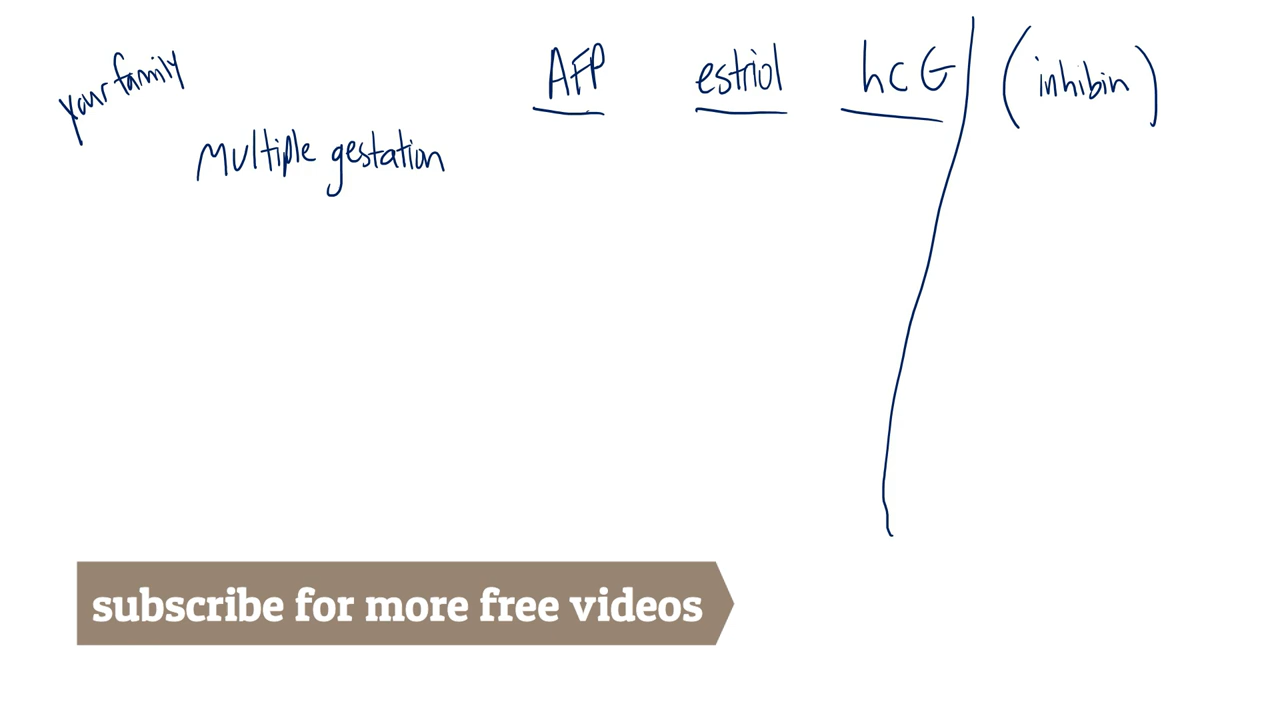 your family
AFP estriol hCG (inhibin)
Multiple gestation
subscribe for more free videos